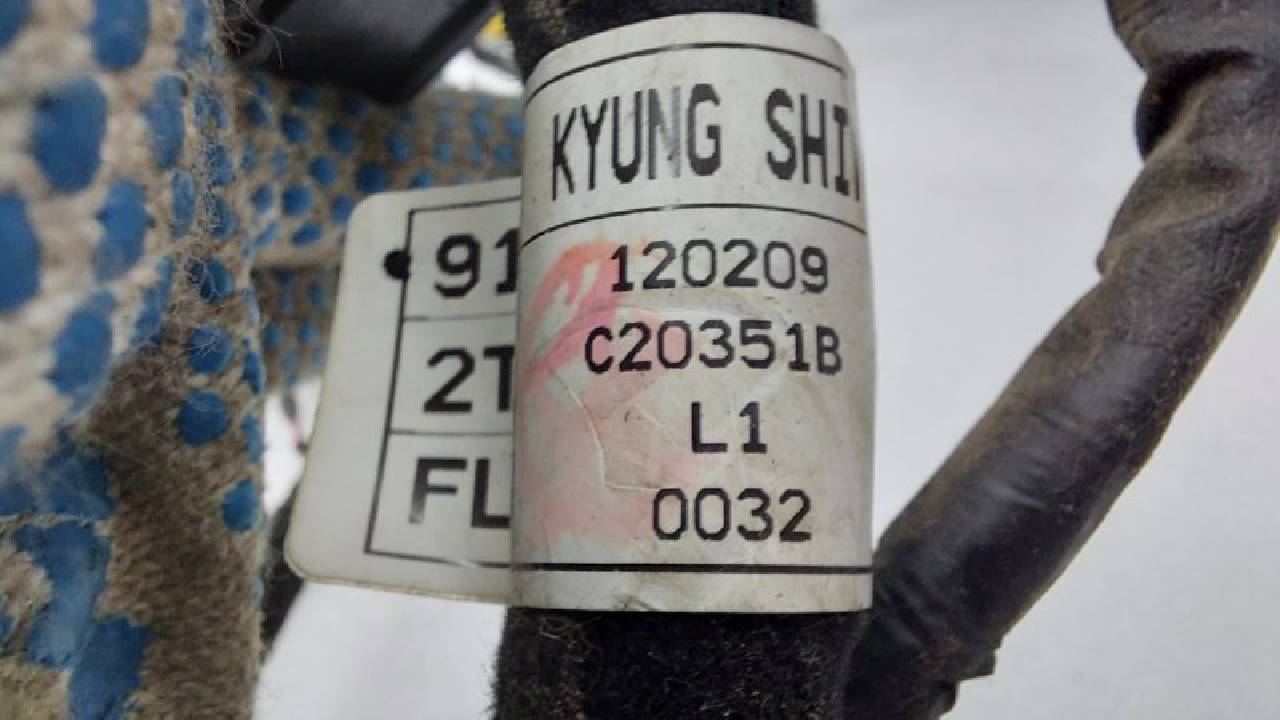 KYUNG SHI
120209
C20351B
L1
0032
91
2T
FL